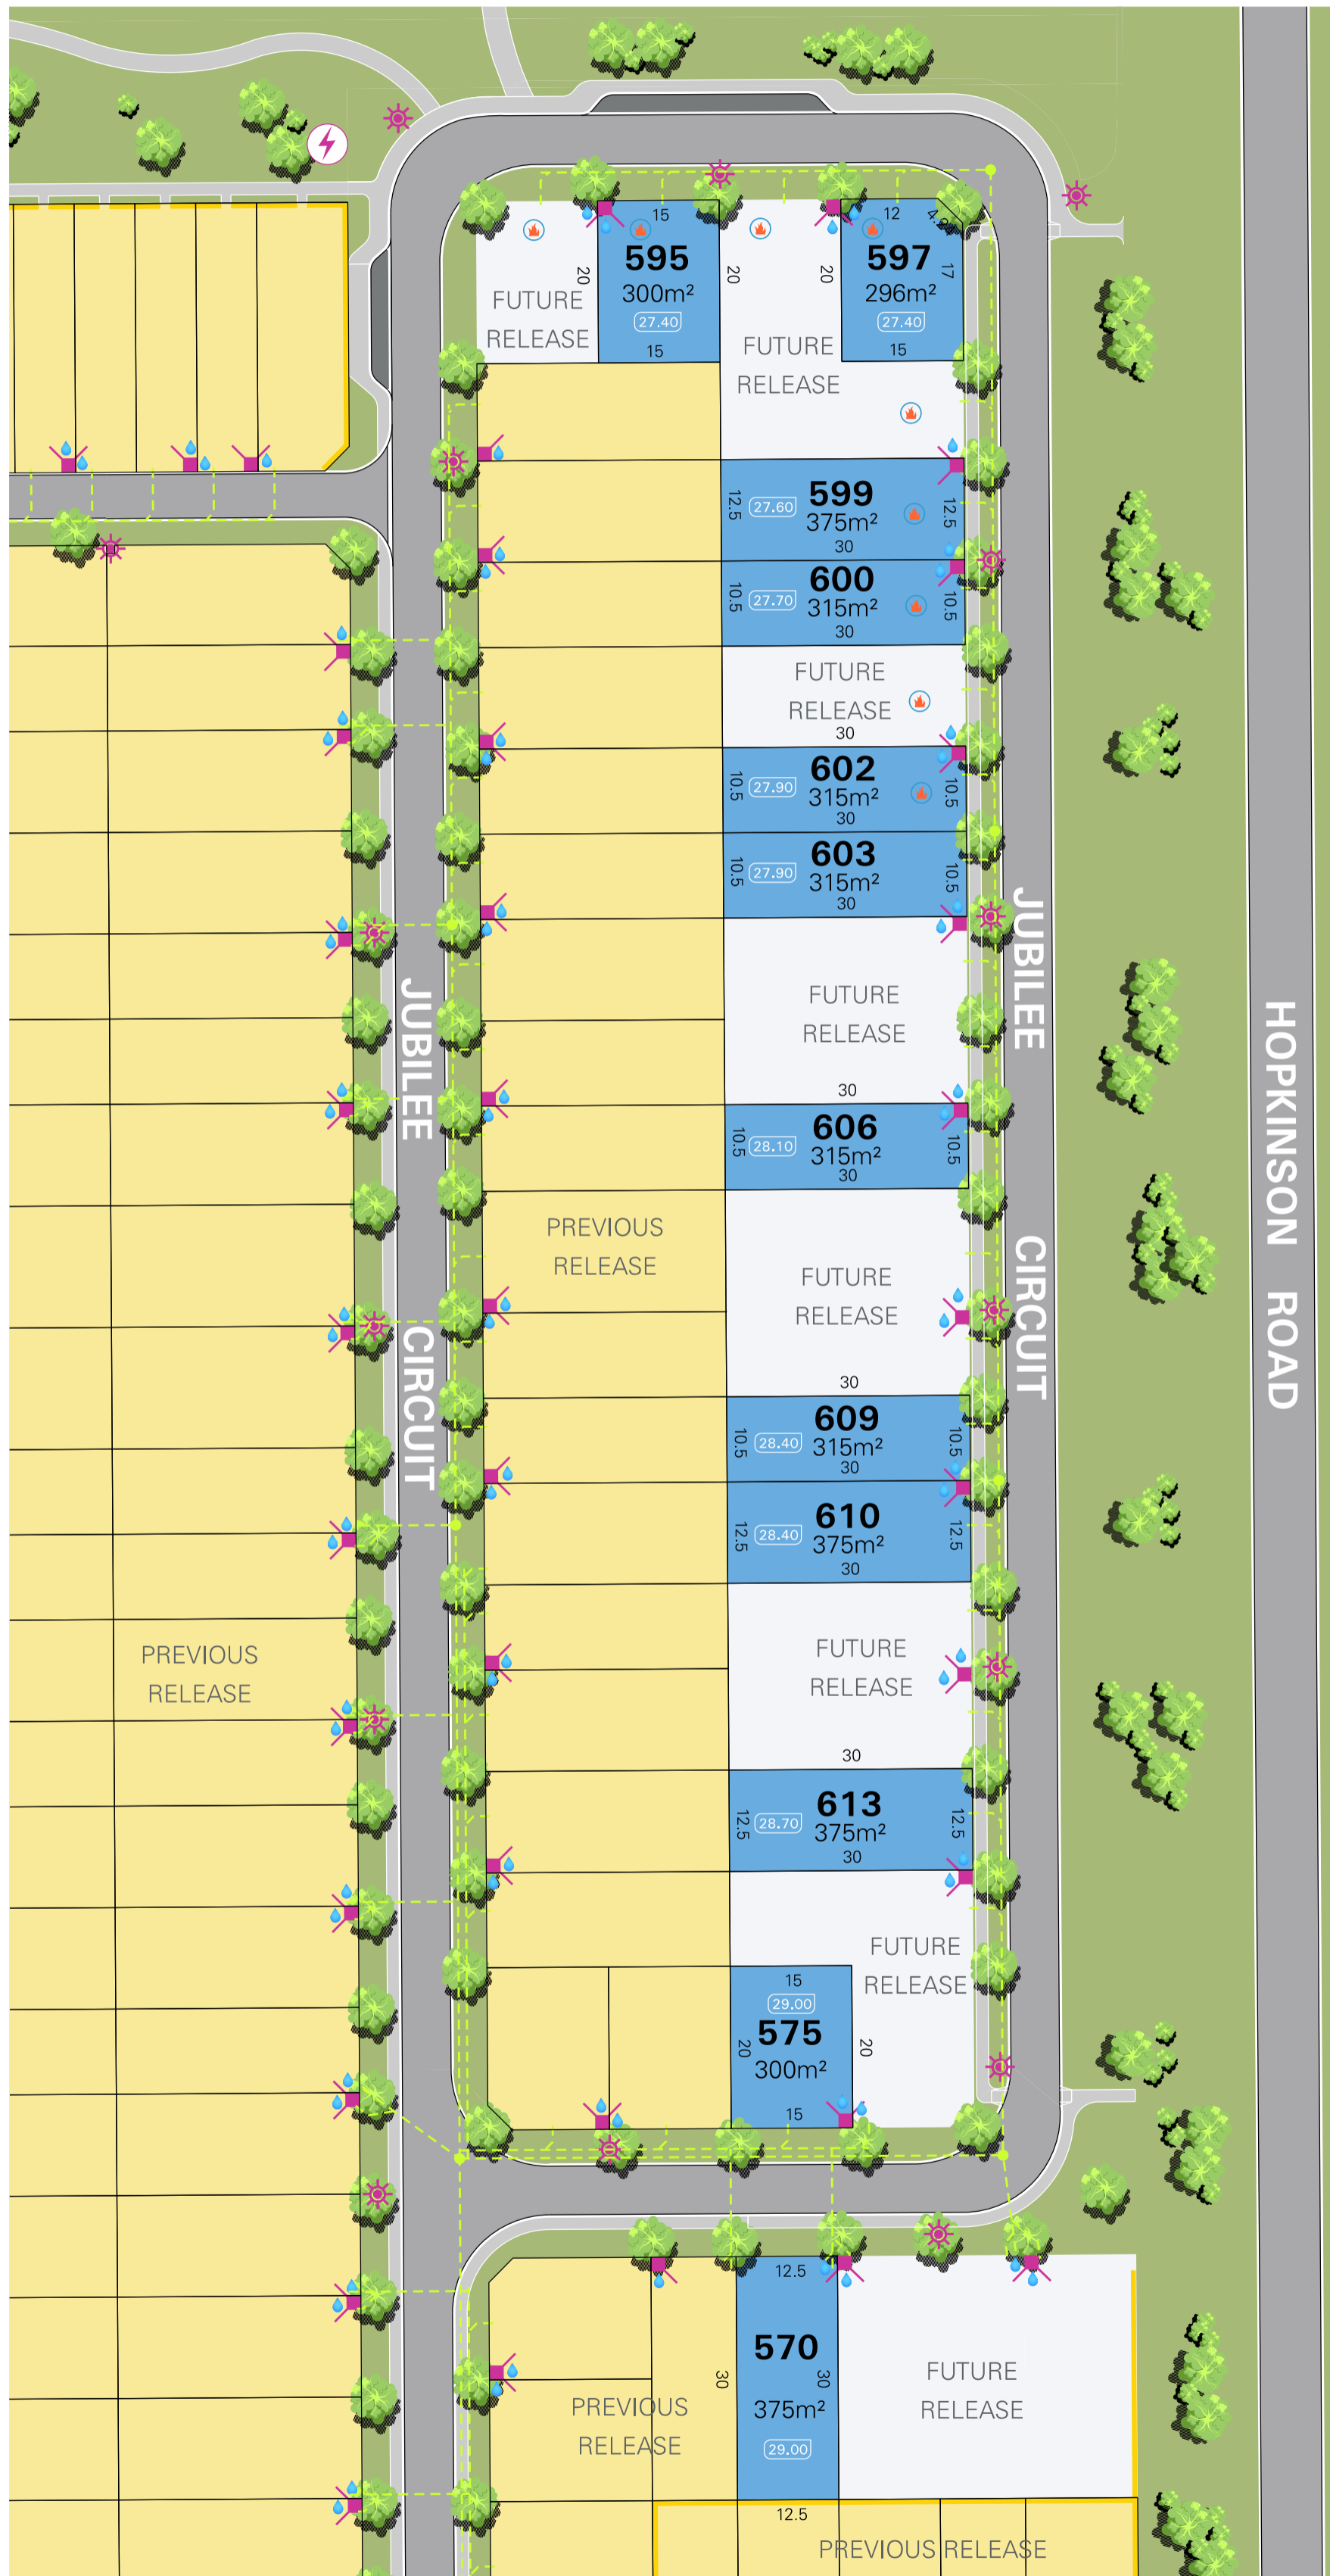 15
12
4.24
595
597
20
20
20
17
300m²
296m²
FUTURE
RELEASE
27.40
27.40
15
15
FUTURE
RELEASE
599
12.5
27.60
12.5
375m²
30
600
10.5
27.70
10.5
315m²
30
FUTURE
RELEASE
30
602
10.5
27.90
10.5
315m²
30
603
10.5
27.90
10.5
315m²
30
JUBILEE CIRCUIT
JUBILEE CIRCUIT
HOPKINSON ROAD
FUTURE
RELEASE
30
606
10.5
28.10
10.5
315m²
30
PREVIOUS
RELEASE
FUTURE
RELEASE
30
609
10.5
28.40
10.5
315m²
30
610
12.5
28.40
12.5
375m²
30
PREVIOUS
RELEASE
FUTURE
RELEASE
30
613
12.5
28.70
12.5
375m²
30
FUTURE
RELEASE
15
29.00
575
20
20
300m²
15
12.5
570
30
30
375m²
29.00
FUTURE
RELEASE
PREVIOUS
RELEASE
12.5
PREVIOUS RELEASE